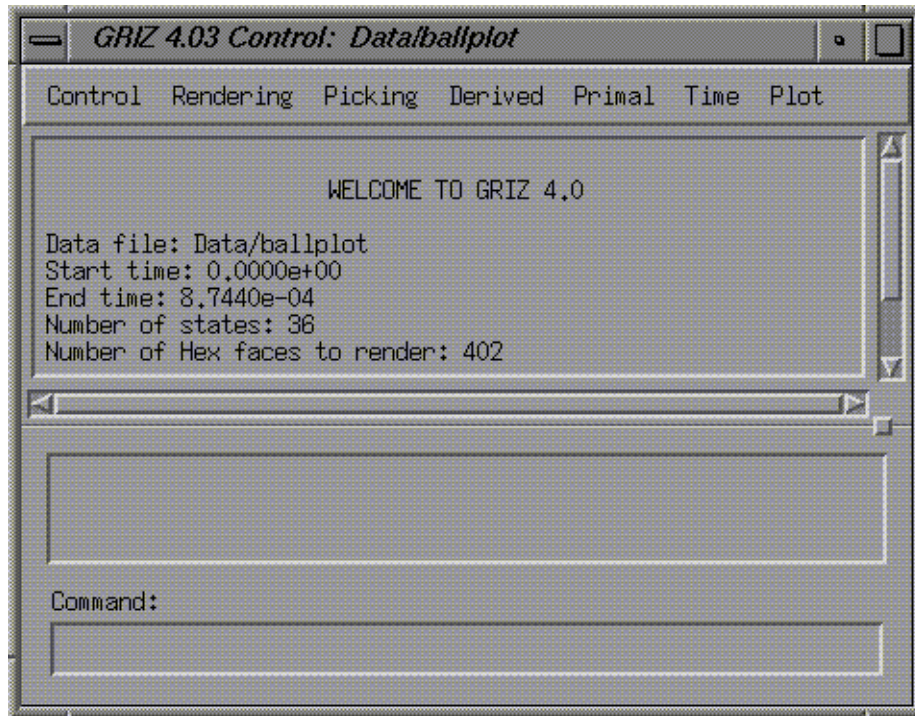 GRIZ 4.03 Control: Data/ballplot
Control Rendering Picking Derived Primal Time Plot
WELCOME TO GRIZ 4.0
Data file: Data/ballplot
Start time: 0.0000e+00
End time: 8.7440e-04
Number of states: 36
Number of Hex faces to render: 402
Command: